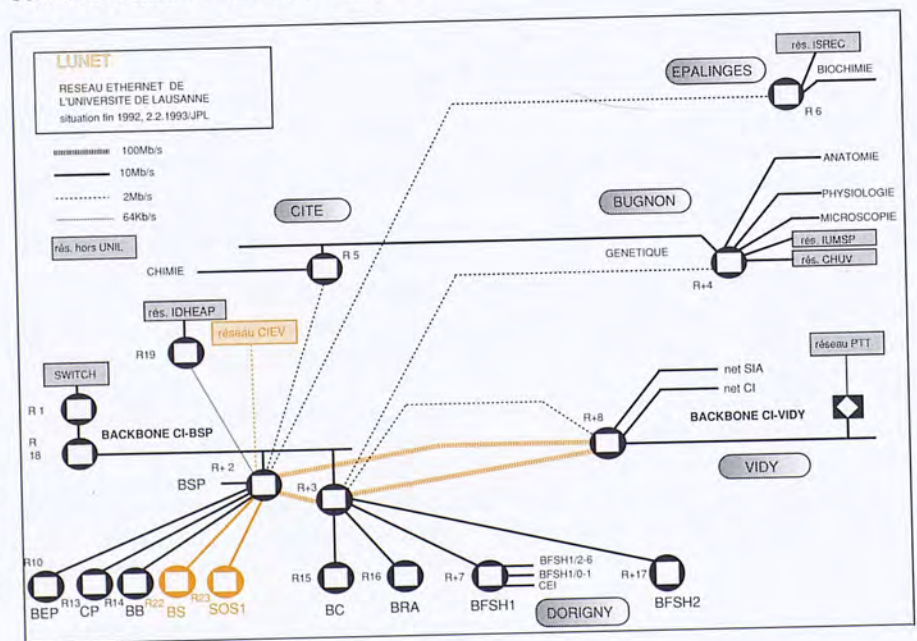 LUNET
RESEAU ETHERNET DE
L'UNIVERSITE DE LAUSANNE
situation fin 1992, 2.2.1993/JPL
100Mb/s
10Mb/s
2Mb/s
64Kb/s
rés. hors UNIL
rés. ISREC
EPALINGES
BIOCHIMIE
R 6
CITE
BUGNON
ANATOMIE
PHYSIOLOGIE
MICROSCOPIE
rés. IUMSP
rés. CHUV
GENETIQUE
R+4
R 5
CHIMIE
rés. IDHEAP
réseau CIEV
R19
réseau PTT
SWITCH
R 1
R
18
BACKBONE CI-BSP
net SIA
net CI
R+8
BACKBONE CI-VIDY
VIDY
R+ 2
BSP
R+3
R10
BEP
R13
CP
R14
BB
R22
BS
R23
SOS1
R15
BC
R16
BRA
R+7
BFSH1
BFSH1/2-6
BFSH1/0-1
CEI
DORIGNY
R+17
BFSH2